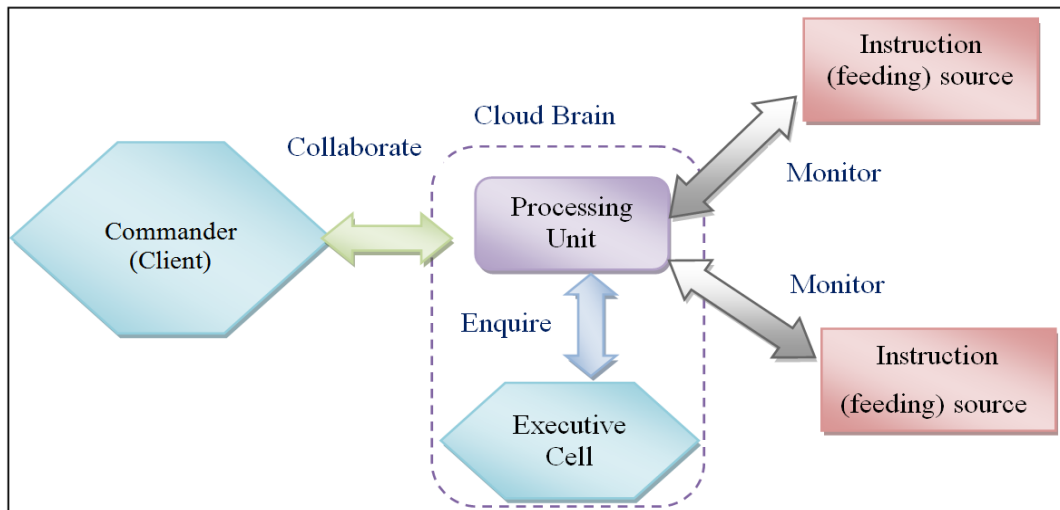 Instruction
(feeding) source
Cloud Brain
Collaborate
Monitor
Processing
Unit
Commander
(Client)
Monitor
Enquire
Instruction
(feeding) source
Executive
Cell